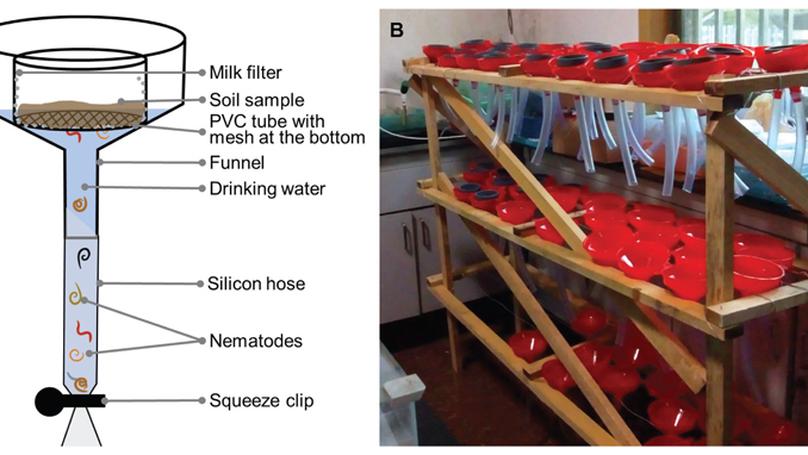 Milk filter
Soil sample
PVC tube with
mesh at the bottom
Funnel
Drinking water
Silicon hose
Nematodes
Squeeze clip
B